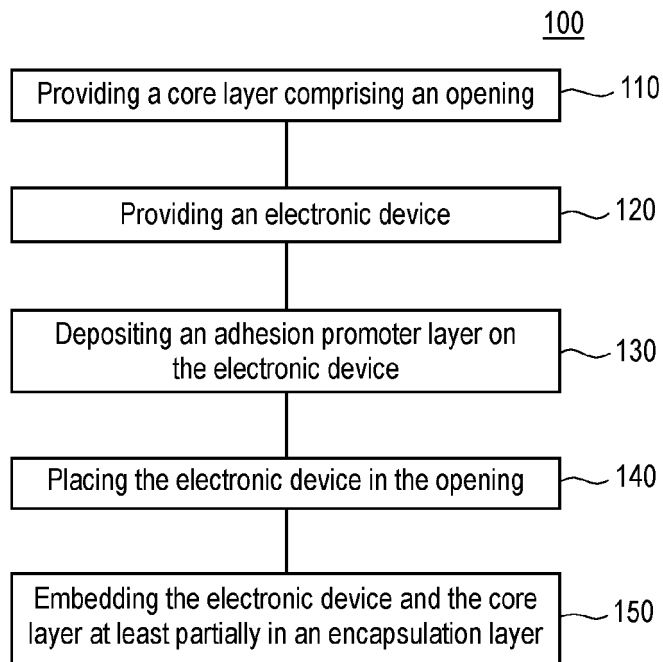 100
Providing a core layer comprising an opening
110
Providing an electronic device
120
Depositing an adhesion promoter layer on
the electronic device
130
Placing the electronic device in the opening
140
Embedding the electronic device and the core
layer at least partially in an encapsulation layer
150